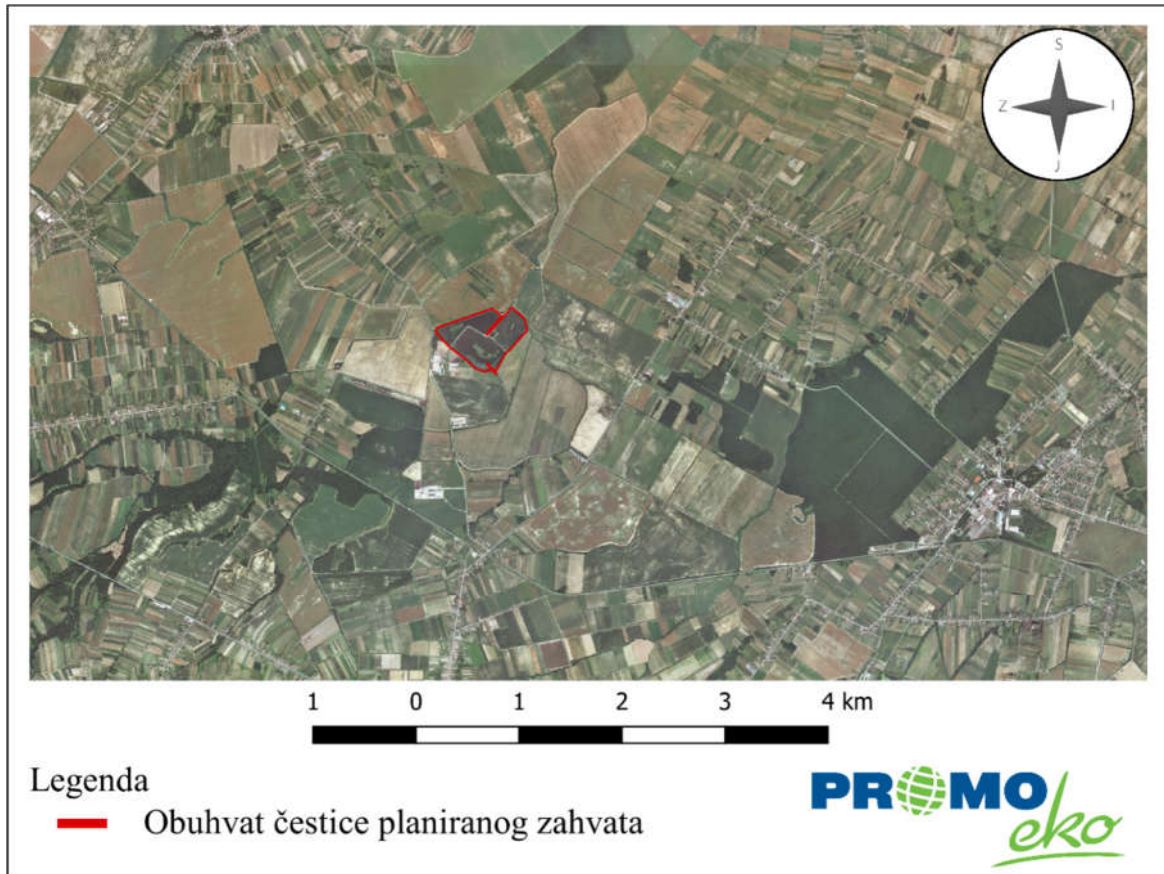 S
Z I
J
1 0 1 2 3 4 km
Legenda
Obuhvat čestice planiranog zahvata
PROMO
eko